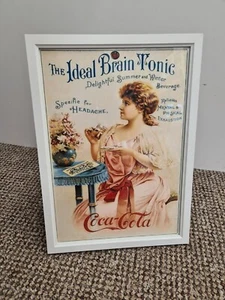 The Ideal Brain Tonic
Delightful Summer and Winter
Beverage
Specific for
Headache.
Relieves
Mental &
Physical
Exhaustion
Coca-Cola